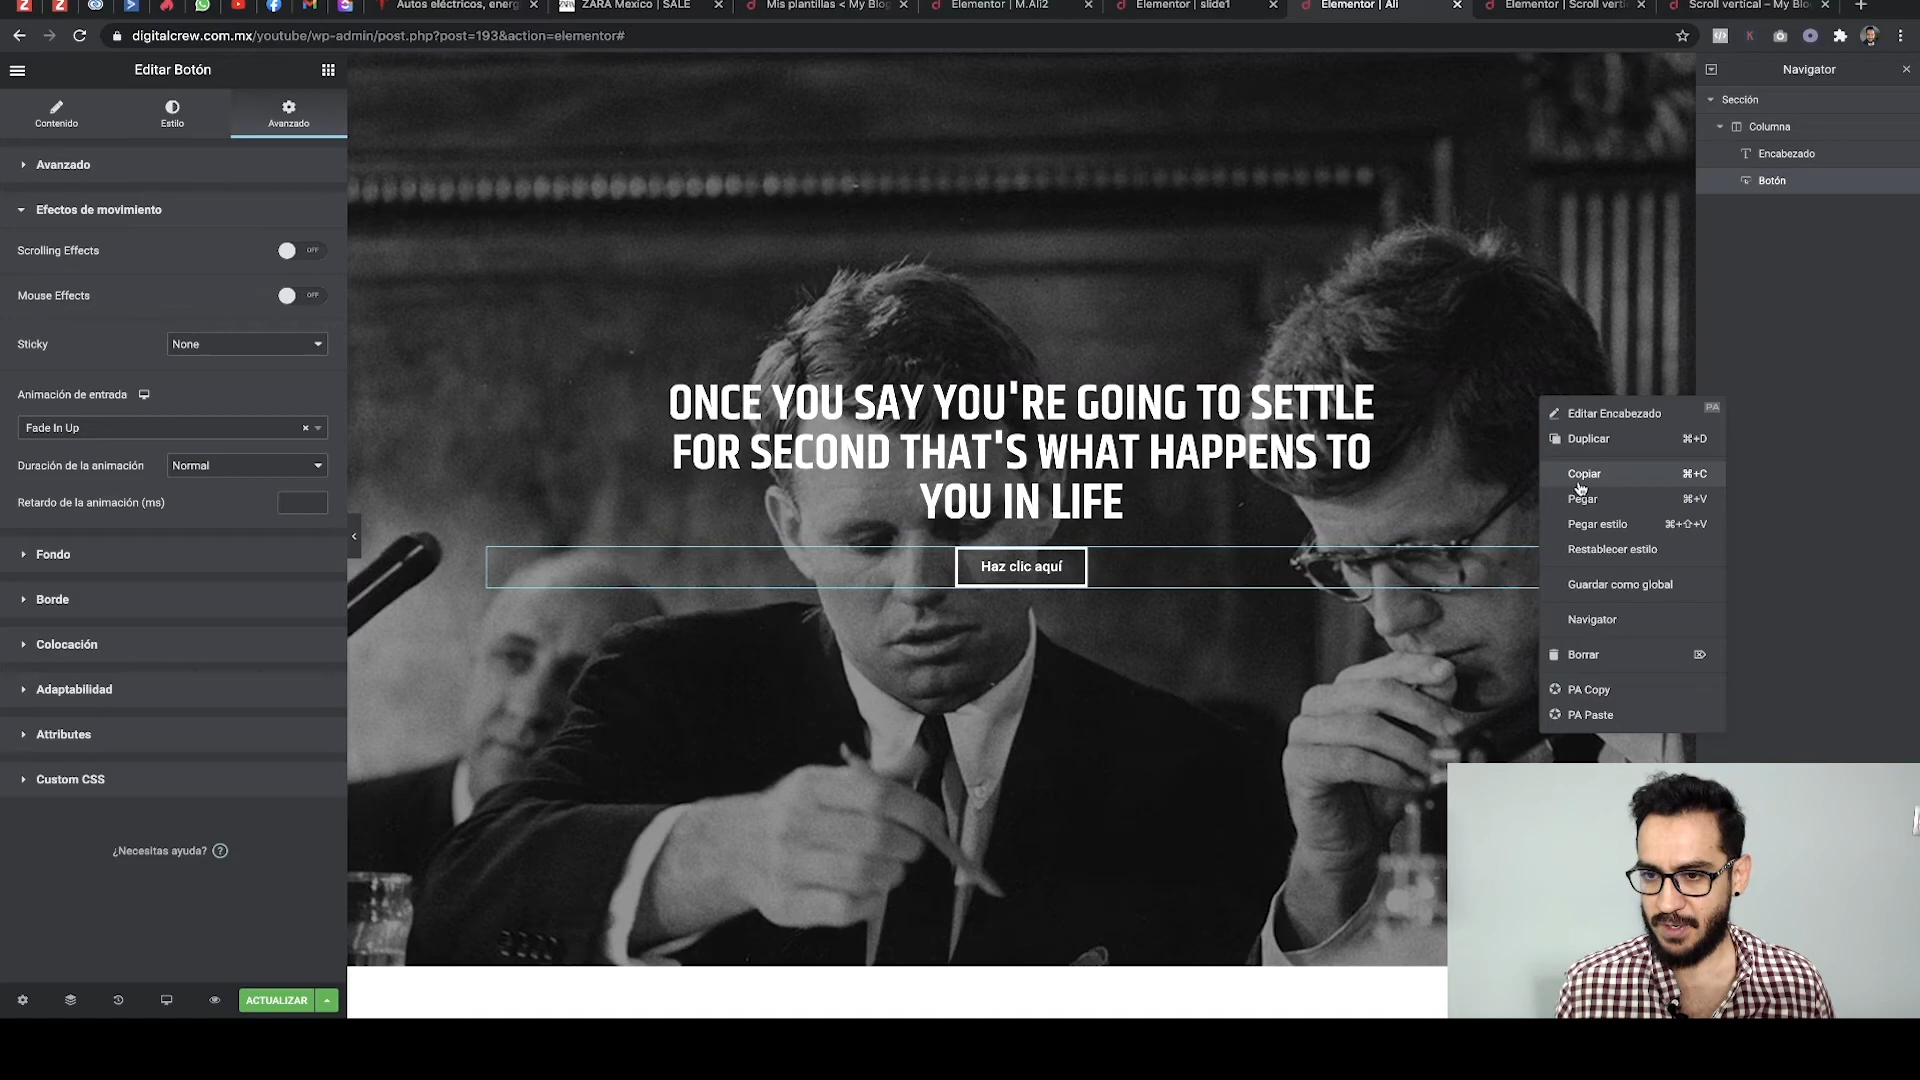 Autos eléctricos, energ
ZARA Mexico | SALE
Mis plantillas < My Blog
Elementor | M.Ali2
Elementor | slide1
Elementor | Ali
Elementor | Scroll verti
Scroll vertical – My Blo
digitalcrew.com.mx/youtube/wp-admin/post.php?post=193&action=elementor#
Editar Botón
Contenido
Estilo
Avanzado
Avanzado
Efectos de movimiento
Scrolling Effects
OFF
Mouse Effects
OFF
Sticky
None
Animación de entrada
Fade In Up
Duración de la animación
Normal
Retardo de la animación (ms)
Fondo
Borde
Colocación
Adaptabilidad
Attributes
Custom CSS
¿Necesitas ayuda?
ACTUALIZAR
ONCE YOU SAY YOU'RE GOING TO SETTLE
FOR SECOND THAT'S WHAT HAPPENS TO
YOU IN LIFE
Haz clic aquí
Editar Encabezado
PA
Duplicar ⌘+D
Copiar ⌘+C
Pegar ⌘+V
Pegar estilo ⌘+⇧+V
Restablecer estilo
Guardar como global
Navigator
Borrar ⌦
PA Copy
PA Paste
Navigator
Sección
Columna
Encabezado
Botón